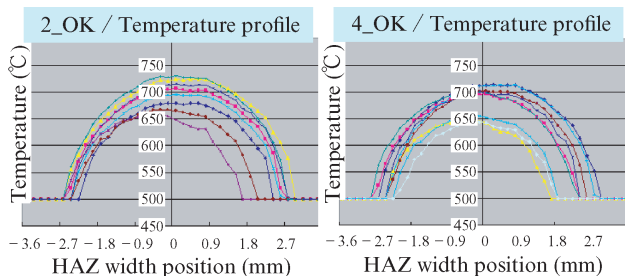 2_OK / Temperature profile
Temperature (℃)
750
700
650
600
550
500
450
−3.6 −2.7 −1.8 −0.9 0 0.9 1.8 2.7
HAZ width position (mm)
4_OK / Temperature profile
Temperature (℃)
750
700
650
600
550
500
450
−3.6 −2.7 −1.8 −0.9 0 0.9 1.8 2.7
HAZ width position (mm)